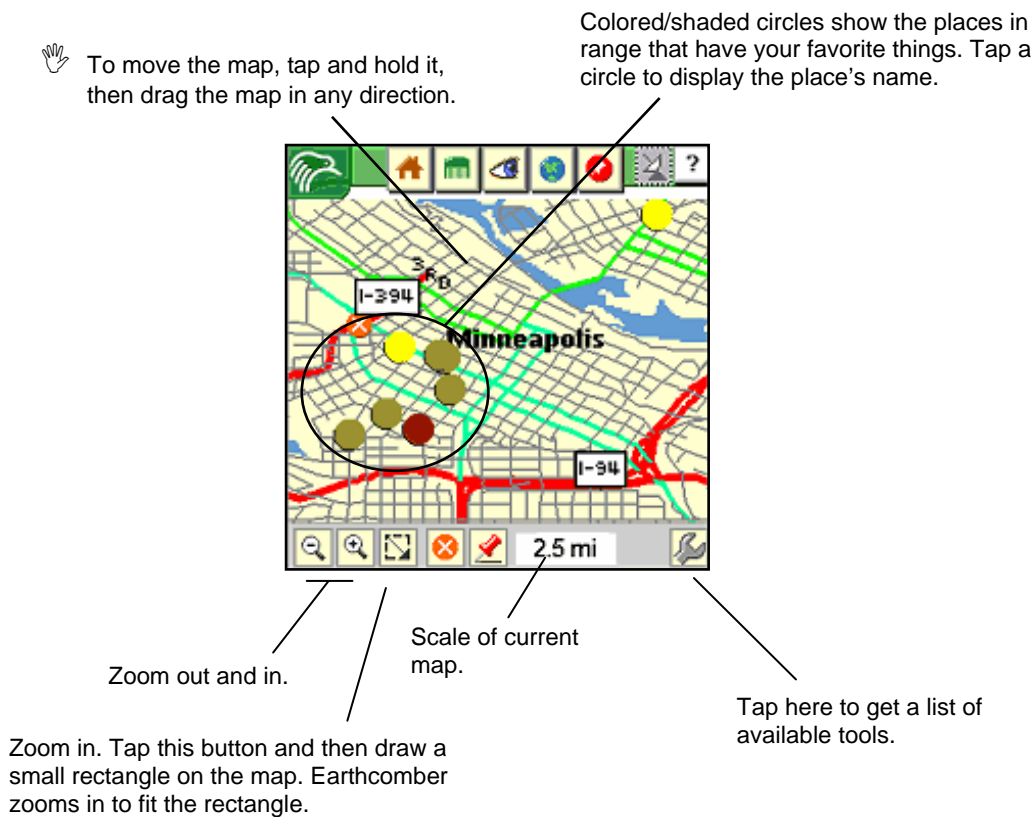 Colored/shaded circles show the places in
range that have your favorite things. Tap a
circle to display the place’s name.
To move the map, tap and hold it,
then drag the map in any direction.
?
3RD
I-394
Minneapolis
I-94
2.5 mi
Scale of current
map.
Zoom out and in.
Tap here to get a list of
available tools.
Zoom in. Tap this button and then draw a
small rectangle on the map. Earthcomber
zooms in to fit the rectangle.